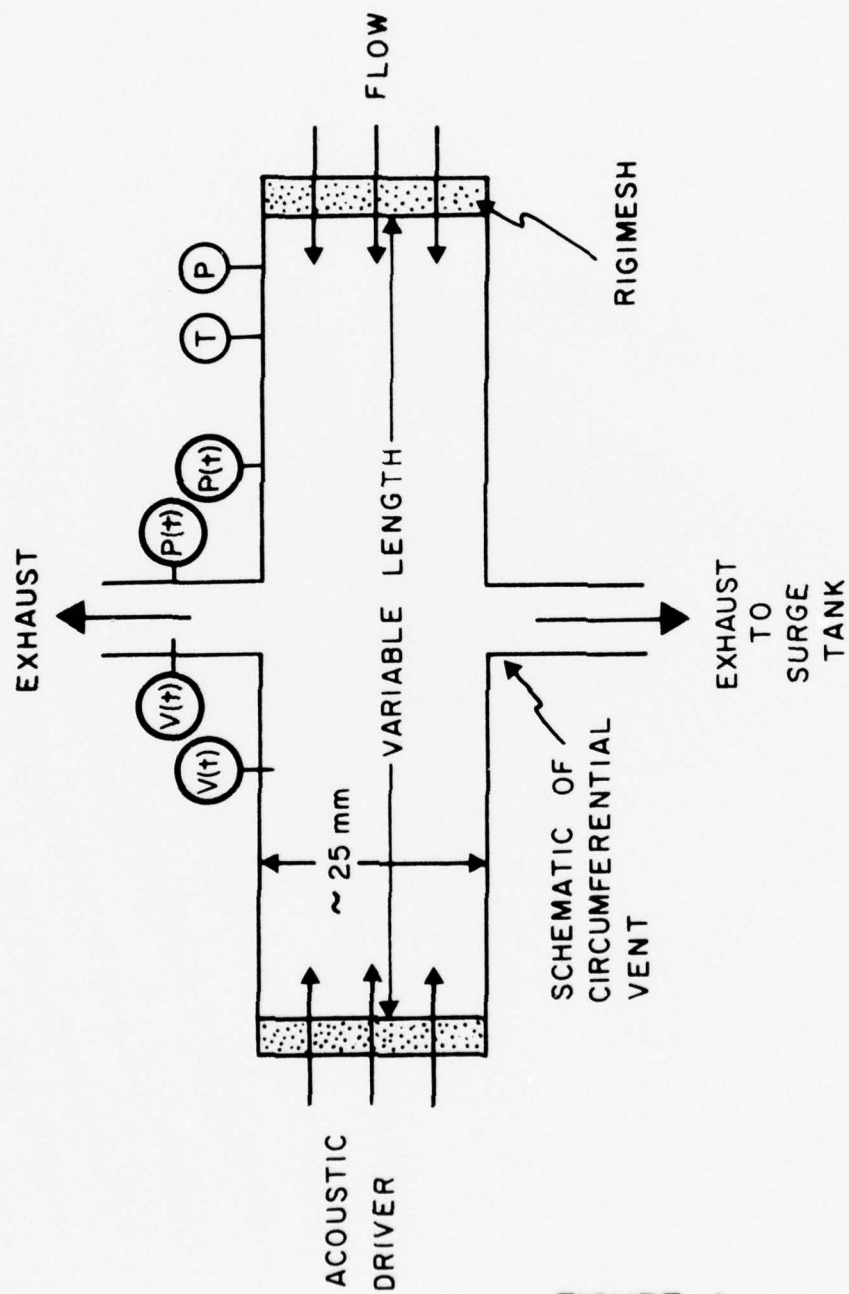 EXHAUST
V(t)
V(t)
P(t)
P(t)
T
P
ACOUSTIC
DRIVER
~ 25 mm
VARIABLE LENGTH
FLOW
SCHEMATIC OF
CIRCUMFERENTIAL
VENT
EXHAUST
TO
SURGE
TANK
RIGIMESH